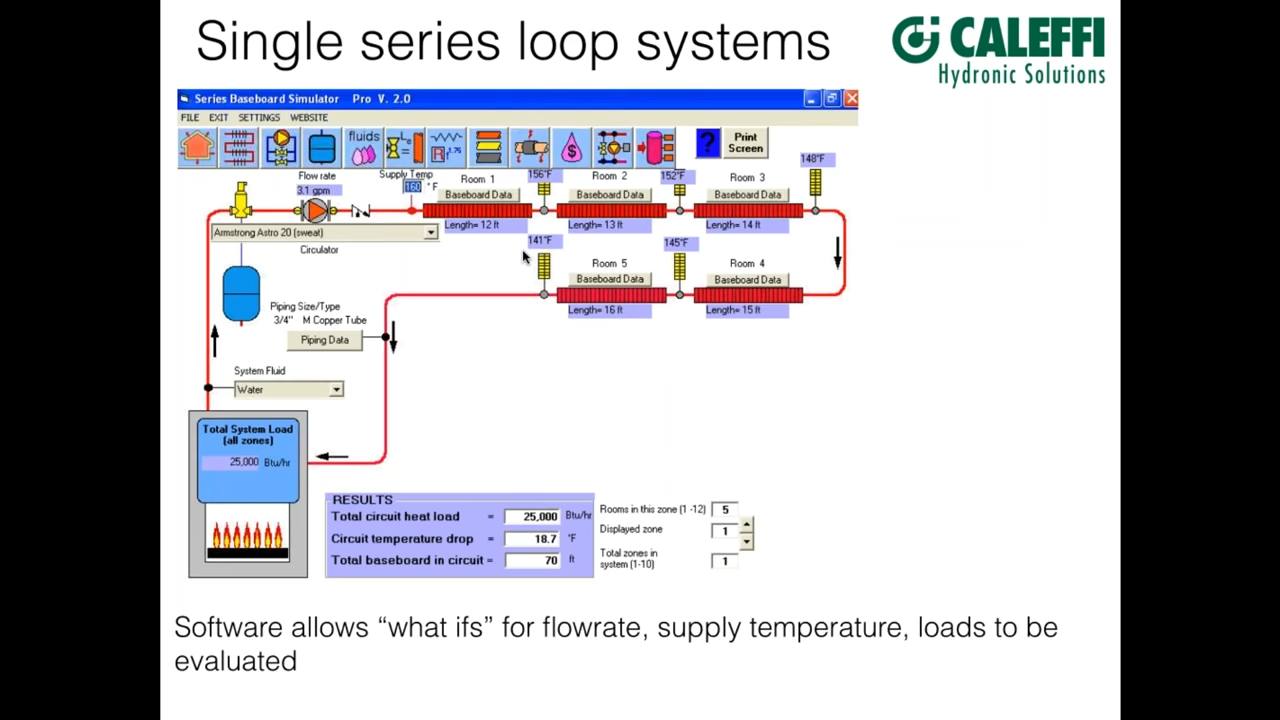 Single series loop systems
CALEFFI
Hydronic Solutions
Series Baseboard Simulator Pro V. 2.0
FILE EXIT SETTINGS WEBSITE
fluids
? Print Screen
Flow rate
3.1 gpm
Supply Temp
160 °F
Room 1
Baseboard Data
Length= 12 ft
156°F
Room 2
Baseboard Data
Length= 13 ft
152°F
Room 3
Baseboard Data
Length= 14 ft
148°F
Armstrong Astro 20 (sweat)
Circulator
141°F
Room 5
Baseboard Data
Length= 16 ft
145°F
Room 4
Baseboard Data
Length= 15 ft
Piping Size/Type
3/4" M Copper Tube
Piping Data
System Fluid
Water
Total System Load
(all zones)
25,000 Btu/hr
RESULTS
Total circuit heat load = 25,000 Btu/hr
Circuit temperature drop = 18.7 °F
Total baseboard in circuit = 70 ft
Rooms in this zone (1 -12) 5
Displayed zone 1
Total zones in
system (1-10) 1
Software allows “what ifs” for flowrate, supply temperature, loads to be
evaluated